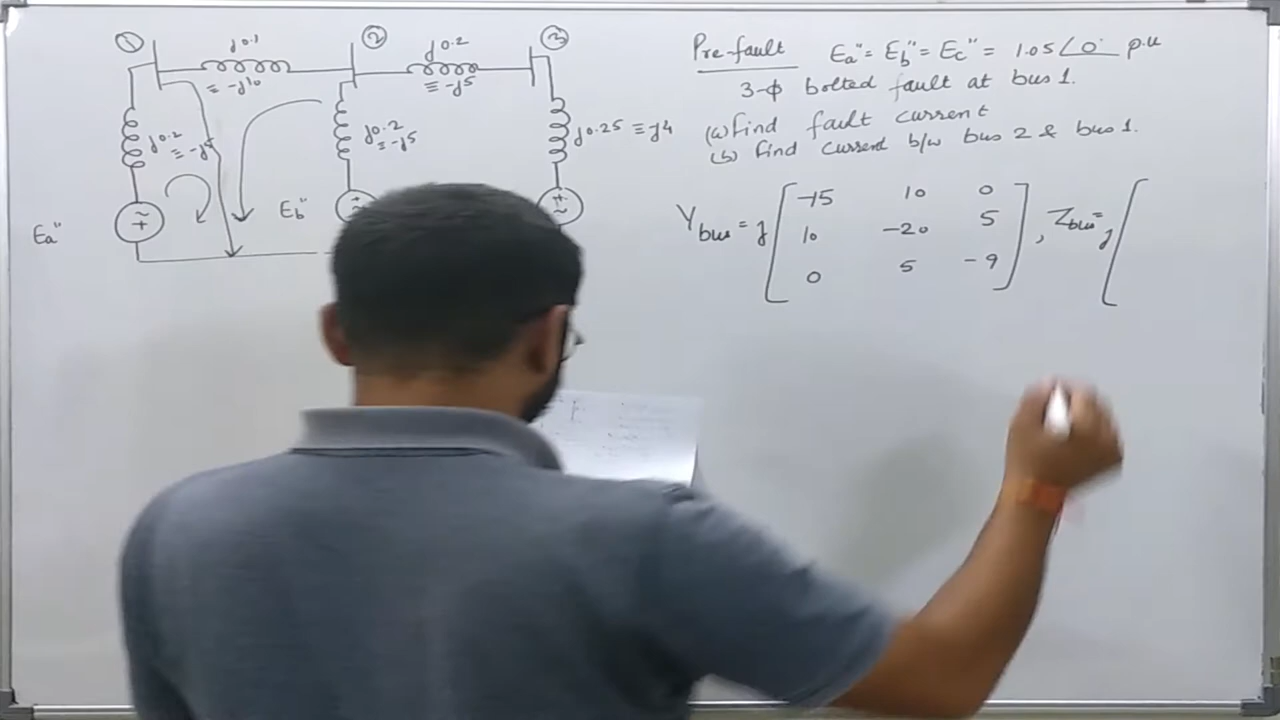 ① j0.1 ② j0.2 ③
≡ -j10 ≡ -j5
j0.2 j0.2 j0.25 ≡ j4
≡ -j5 ≡ -j5
Ea" Eb"
Pre-fault Ea" = Eb" = Ec" = 1.05∠0° p.u
3-ϕ bolted fault at bus 1.
(a) Find fault current
(b) Find current b/w bus 2 & bus 1.
Ybus = j [ -15 10 0
10 -20 5
0 5 -9 ] , Zbus = j [